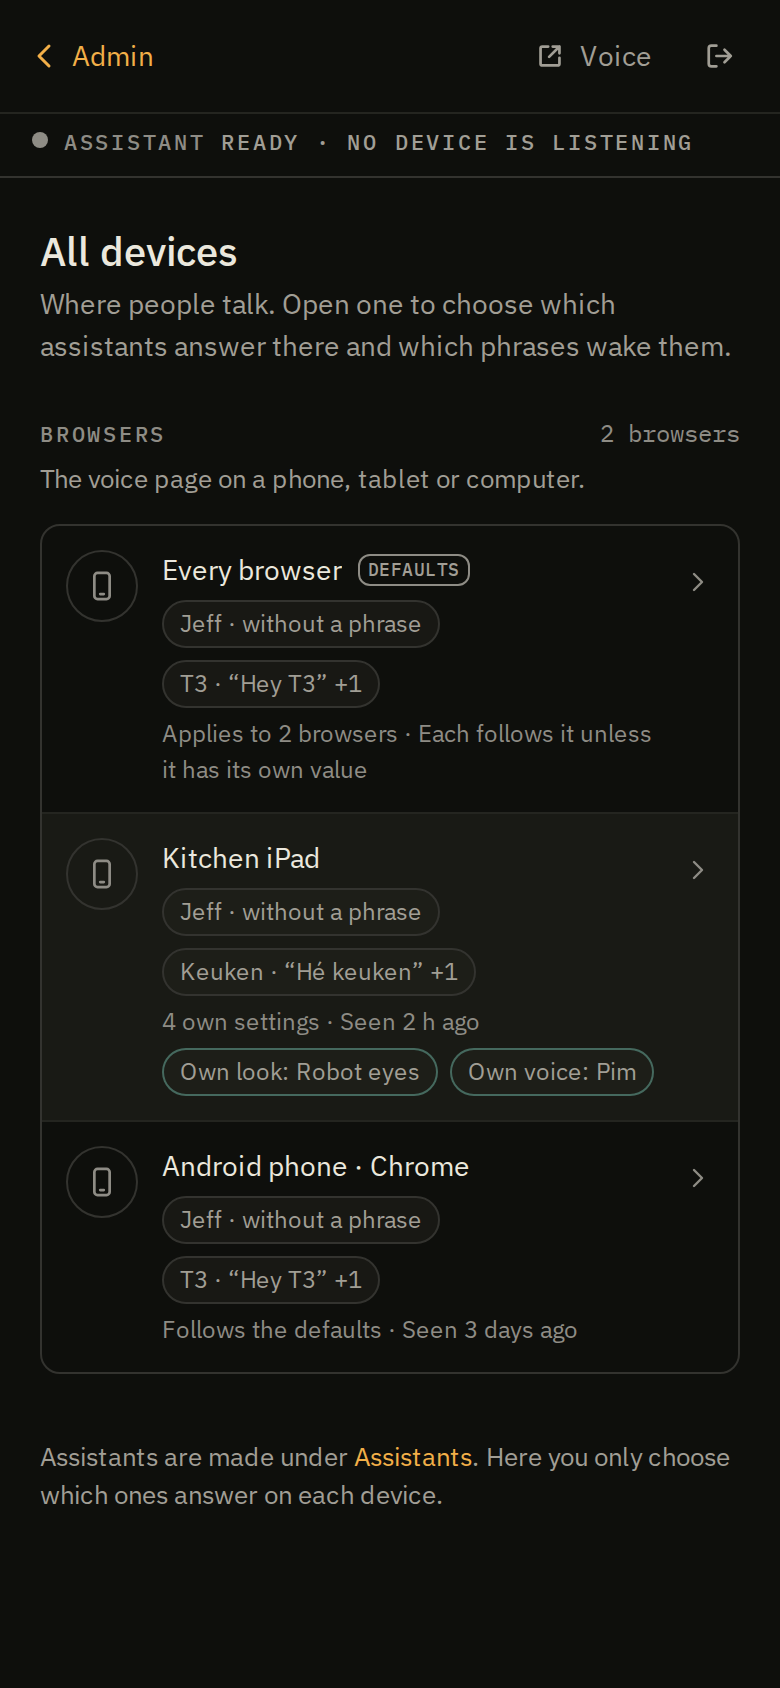 Admin
Voice
ASSISTANT READY · NO DEVICE IS LISTENING
All devices
Where people talk. Open one to choose which
assistants answer there and which phrases wake them.
BROWSERS
2 browsers
The voice page on a phone, tablet or computer.
Every browser DEFAULTS
Jeff · without a phrase
T3 · “Hey T3” +1
Applies to 2 browsers · Each follows it unless
it has its own value
Kitchen iPad
Jeff · without a phrase
Keuken · “Hé keuken” +1
4 own settings · Seen 2 h ago
Own look: Robot eyes
Own voice: Pim
Android phone · Chrome
Jeff · without a phrase
T3 · “Hey T3” +1
Follows the defaults · Seen 3 days ago
Assistants are made under Assistants. Here you only choose
which ones answer on each device.